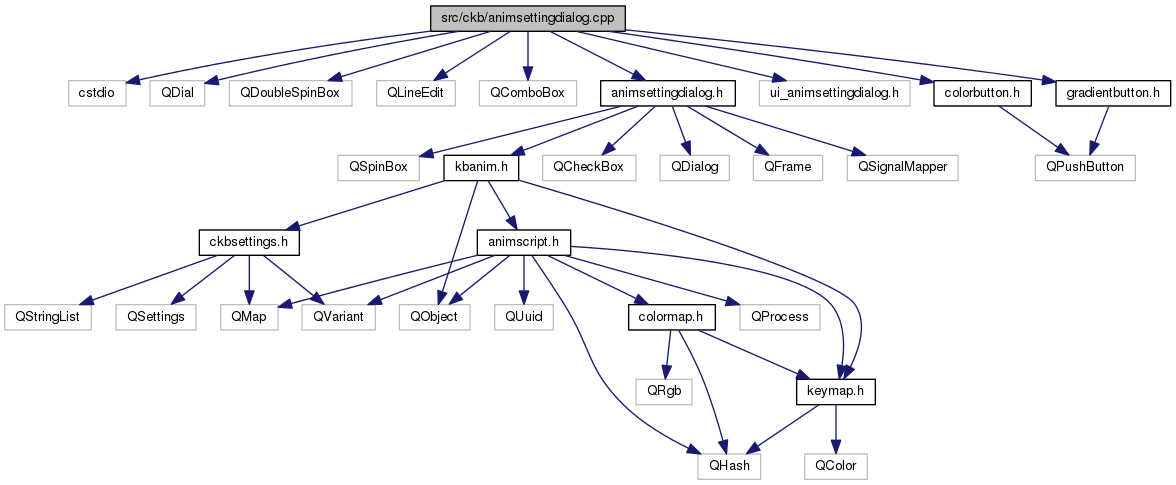 src/ckb/animsettingdialog.cpp
cstdio
QDial
QDoubleSpinBox
QLineEdit
QComboBox
animsettingdialog.h
ui_animsettingdialog.h
colorbutton.h
gradientbutton.h
QSpinBox
kbanim.h
QCheckBox
QDialog
QFrame
QSignalMapper
QPushButton
ckbsettings.h
animscript.h
QStringList
QSettings
QMap
QVariant
QObject
QUuid
colormap.h
QProcess
QRgb
keymap.h
QHash
QColor